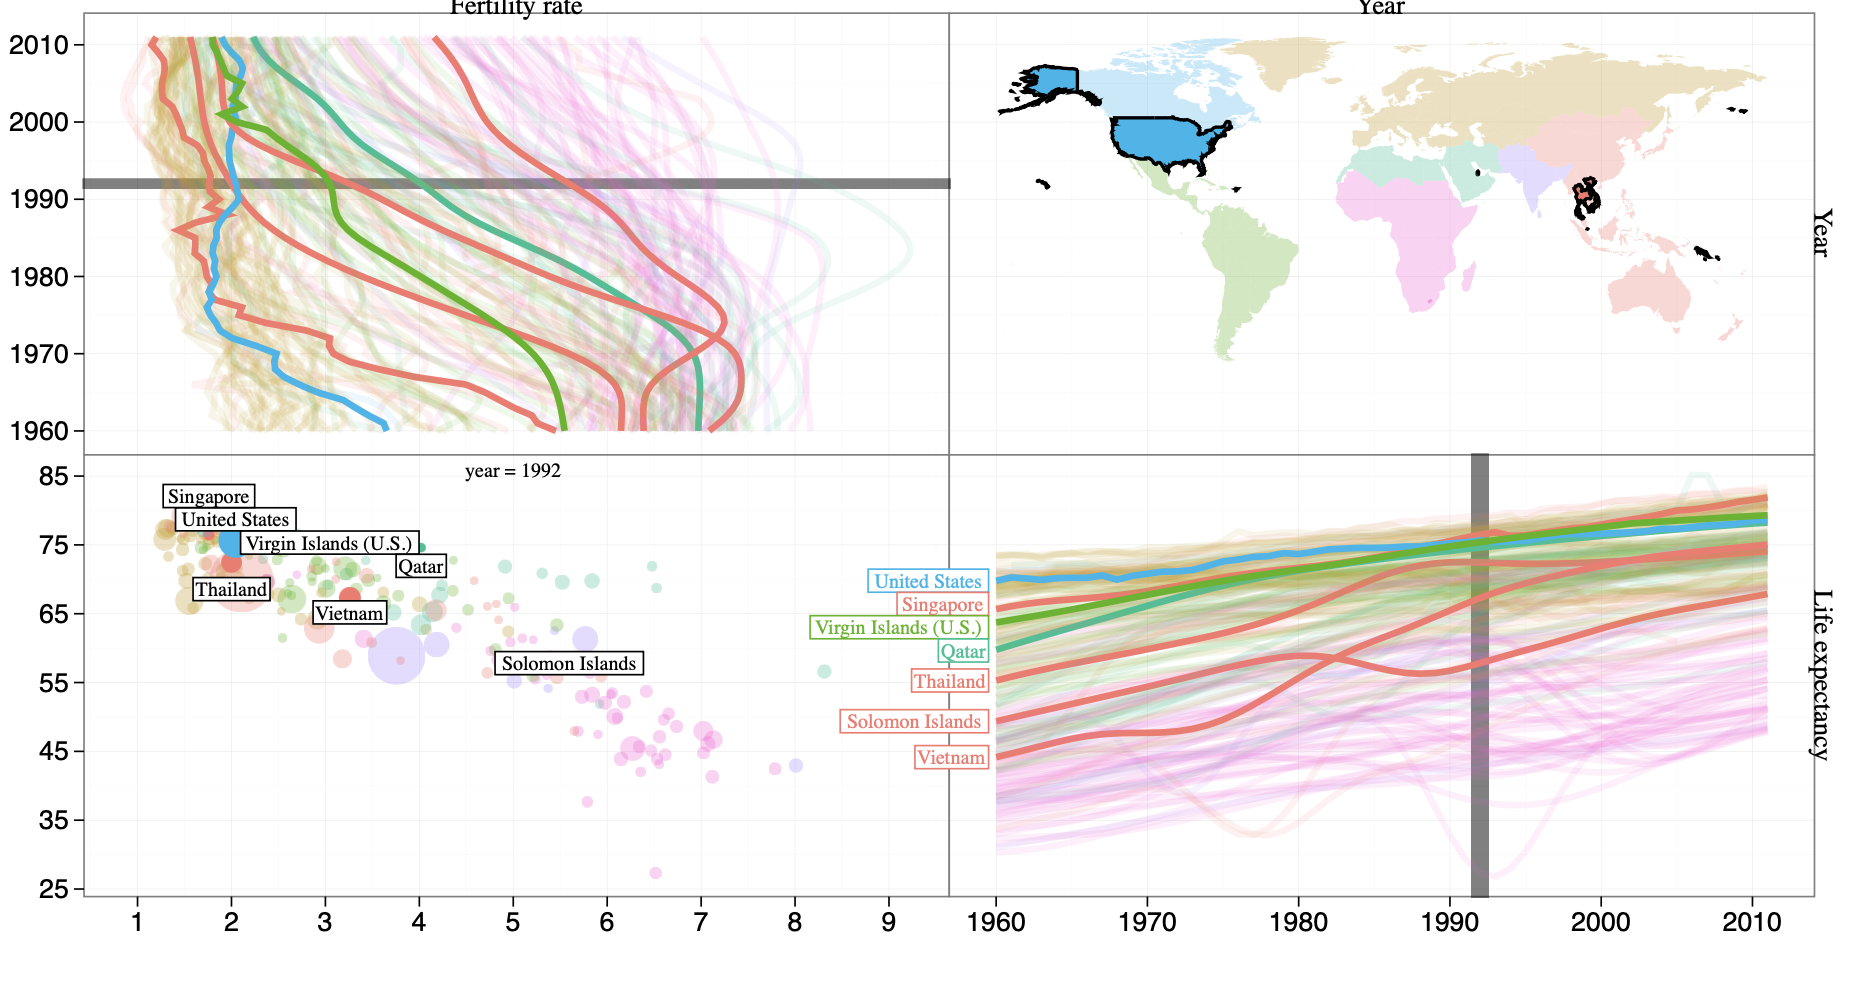 Fertility rate
Year
2010
2000
1990
1980
1970
1960
Year
year = 1992
85
75
65
55
45
35
25
Singapore
United States
Virgin Islands (U.S.)
Qatar
Thailand
Vietnam
Solomon Islands
United States
Singapore
Virgin Islands (U.S.)
Qatar
Thailand
Solomon Islands
Vietnam
Life expectancy
1 2 3 4 5 6 7 8 9
1960 1970 1980 1990 2000 2010